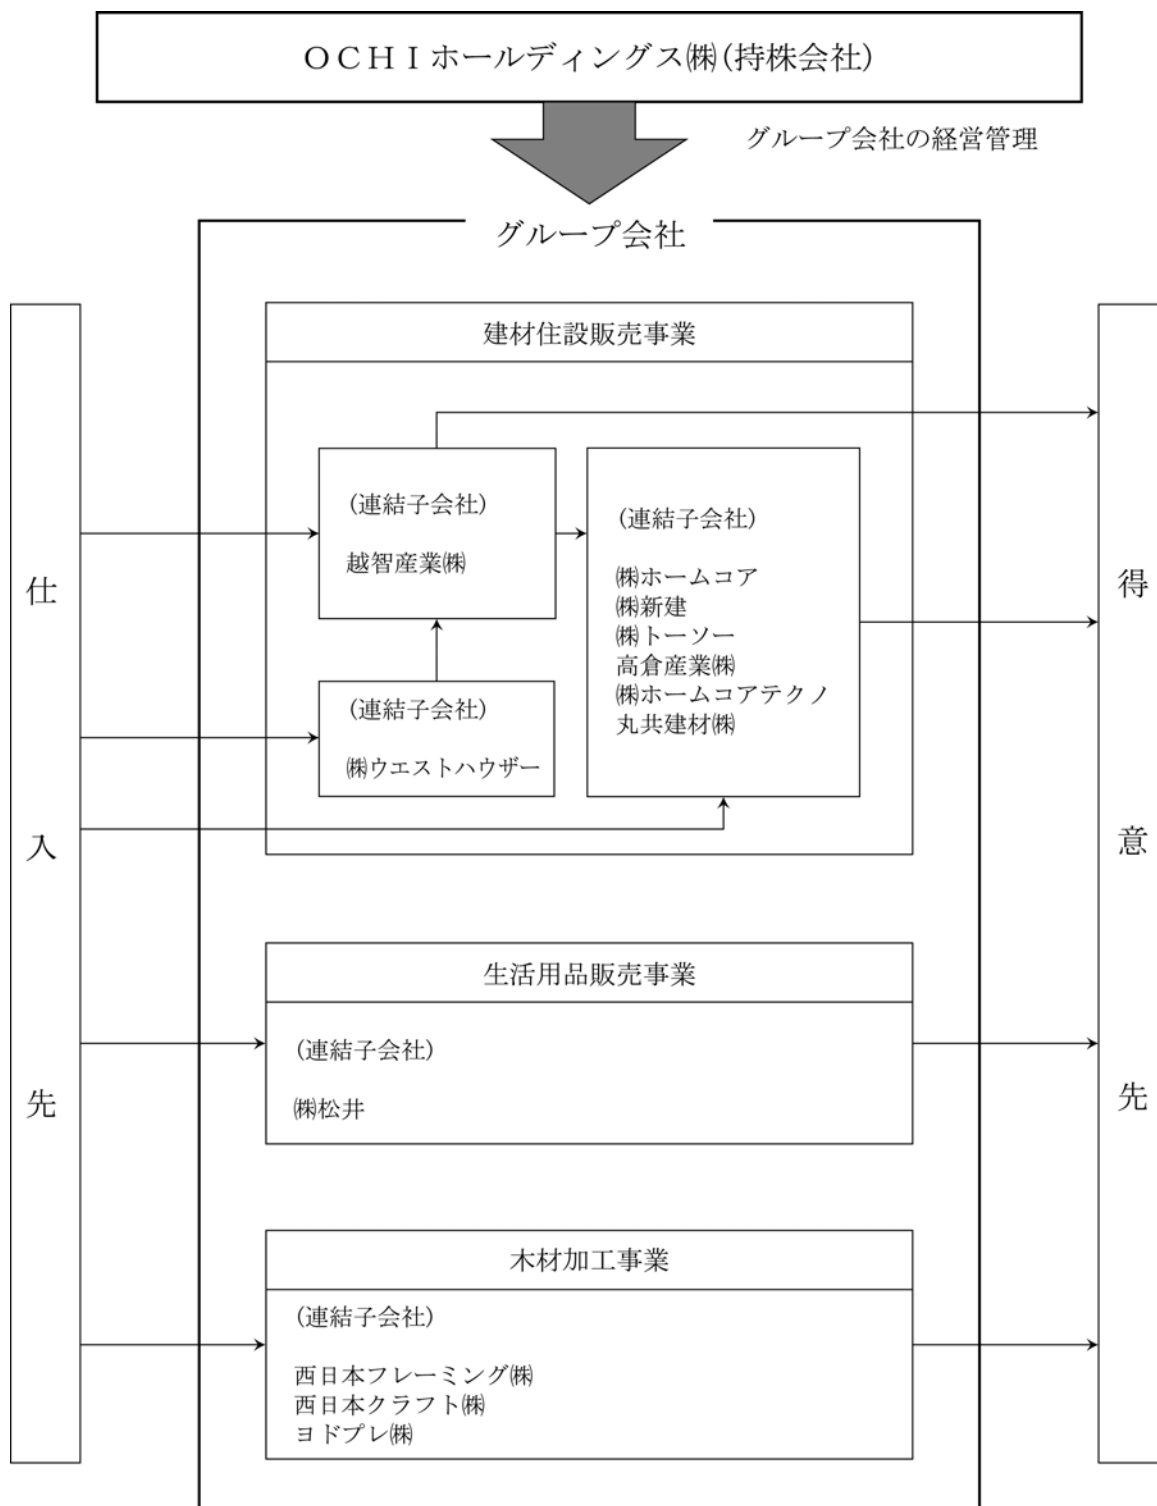 ＯＣＨＩホールディングス㈱(持株会社)
グループ会社の経営管理
グループ会社
仕入先
建材住設販売事業
(連結子会社)
越智産業㈱
(連結子会社)
㈱ウエストハウザー
(連結子会社)
㈱ホームコア
㈱新建
㈱トーソー
高倉産業㈱
㈱ホームコアテクノ
丸共建材㈱
生活用品販売事業
(連結子会社)
㈱松井
木材加工事業
(連結子会社)
西日本フレーミング㈱
西日本クラフト㈱
ヨドプレ㈱
得意先